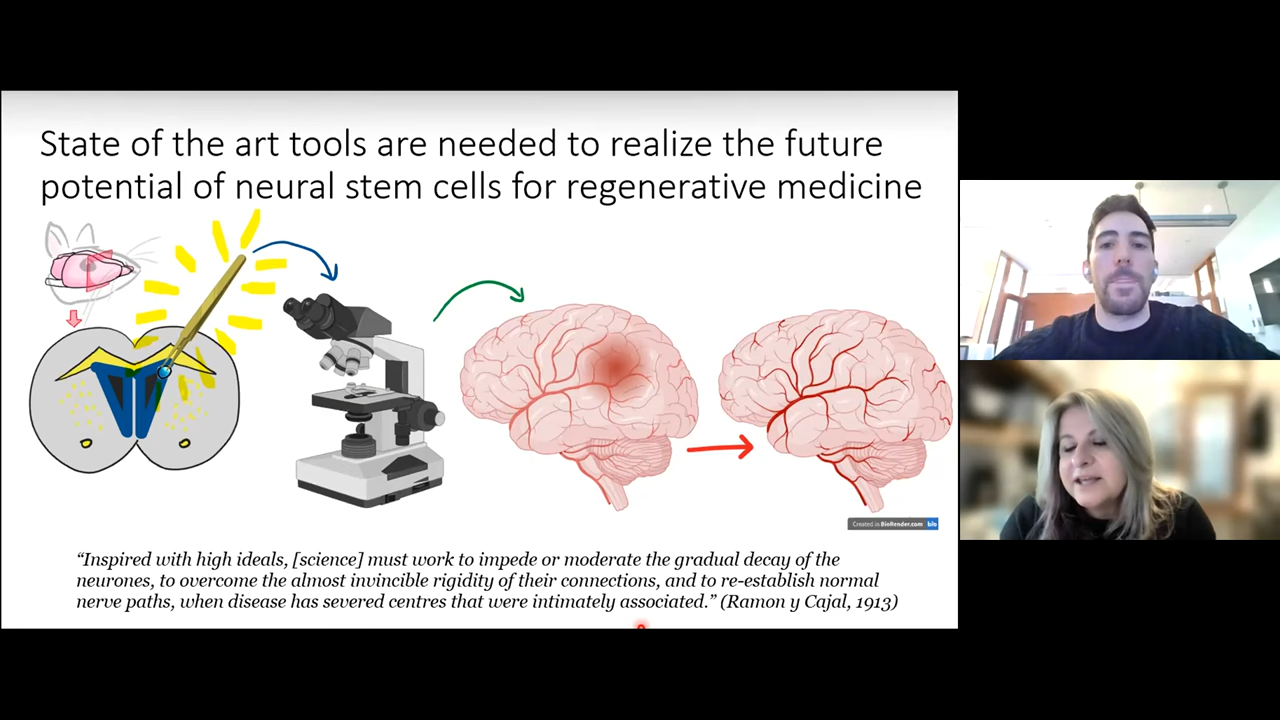 State of the art tools are needed to realize the future
potential of neural stem cells for regenerative medicine
Created in BioRender.com bio
“Inspired with high ideals, [science] must work to impede or moderate the gradual decay of the
neurones, to overcome the almost invincible rigidity of their connections, and to re-establish normal
nerve paths, when disease has severed centres that were intimately associated.” (Ramon y Cajal, 1913)